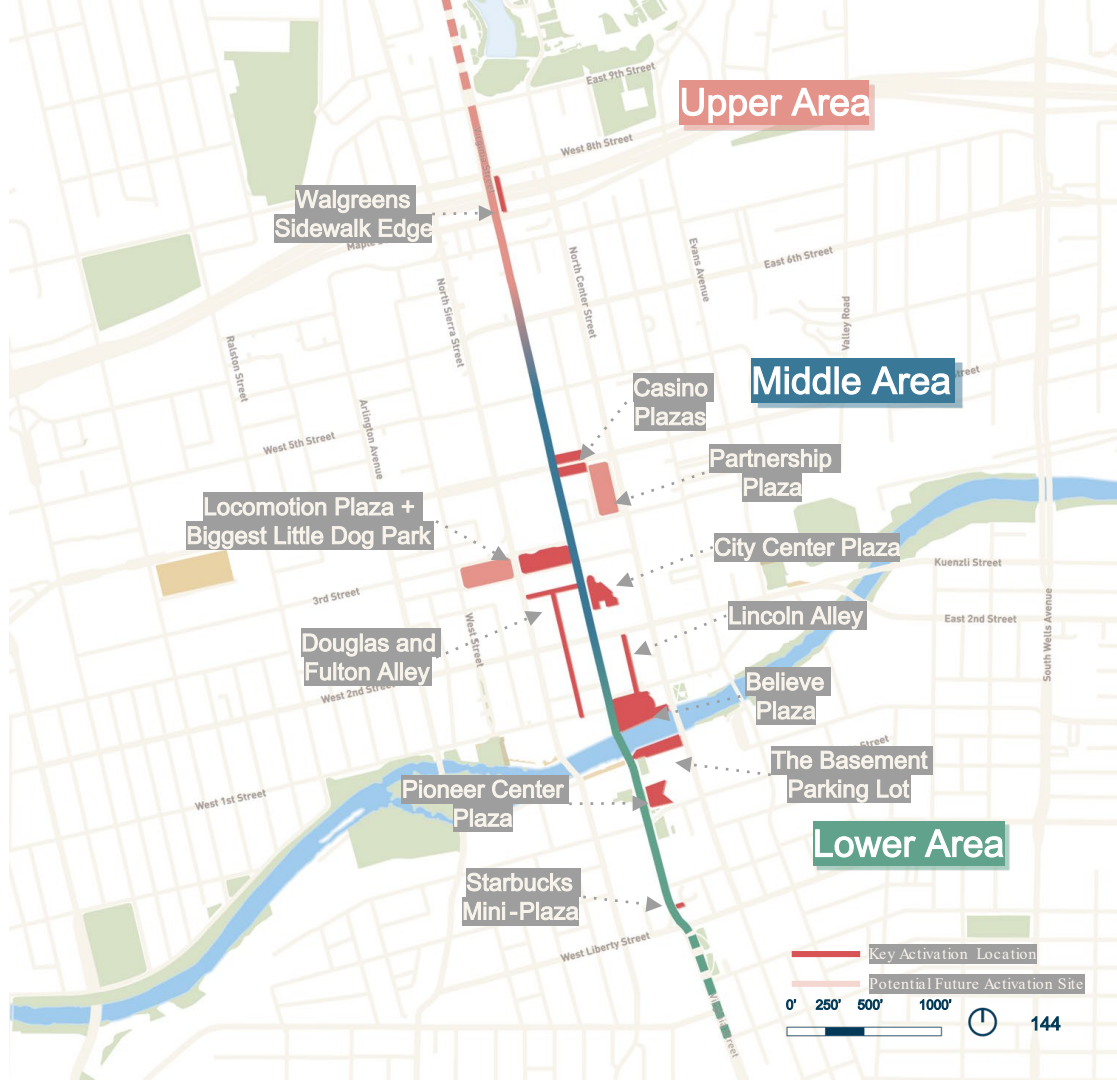 East 9th Street
Upper Area
Virginia Street
West 8th Street
Walgreens
Sidewalk Edge
Maple
North Center Street
Evans Avenue
East 6th Street
North Sierra Street
Valley Road
Ralston Street
Middle Area
Street
Casino
Plazas
Arlington Avenue
West 5th Street
Partnership
Plaza
Locomotion Plaza +
Biggest Little Dog Park
City Center Plaza
Kuenzli Street
3rd Street
Lincoln Alley
East 2nd Street
South Wells Avenue
West Street
Douglas and
Fulton Alley
West 2nd Street
Believe
Plaza
Street
The Basement
Parking Lot
Pioneer Center
Plaza
West 1st Street
Lower Area
Starbucks
Mini-Plaza
West Liberty Street
Key Activation Location
Potential Future Activation Site
0' 250' 500' 1000'
144